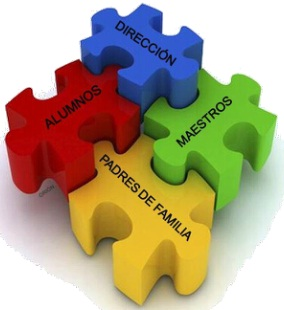 DIRECCIÓN
ALUMNOS
MAESTROS
PADRES DE FAMILIA